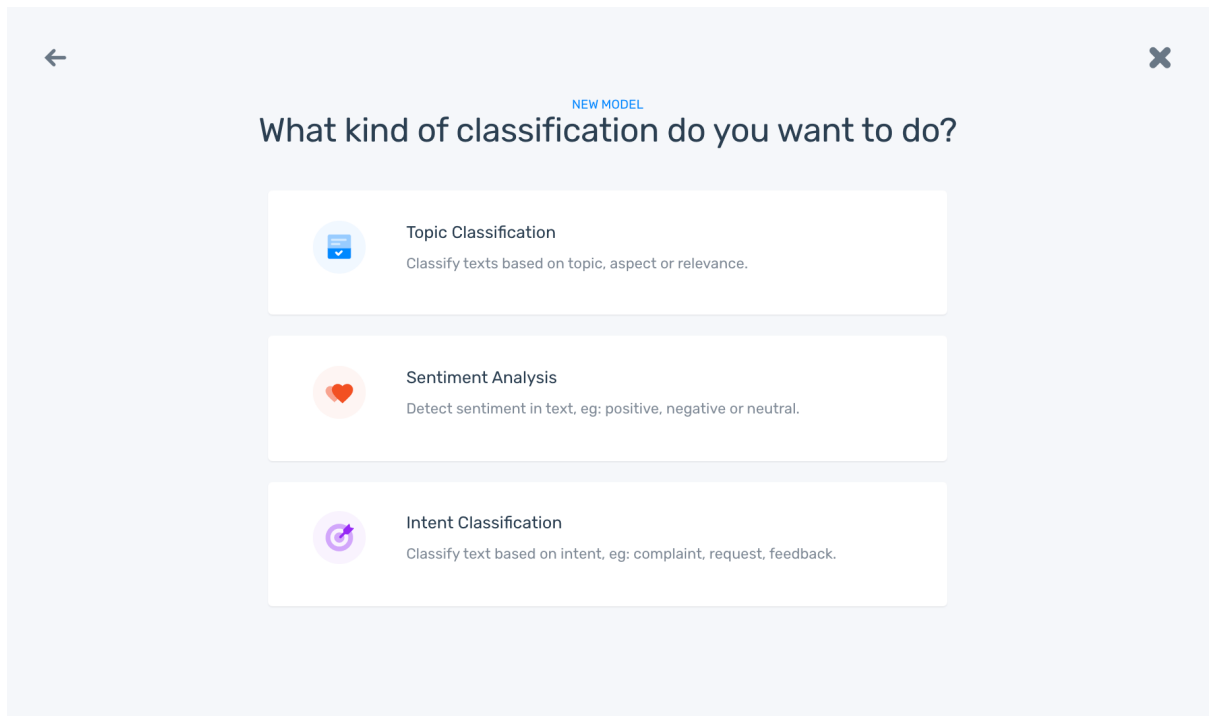 NEW MODEL
What kind of classification do you want to do?
Topic Classification
Classify texts based on topic, aspect or relevance.
Sentiment Analysis
Detect sentiment in text, eg: positive, negative or neutral.
Intent Classification
Classify text based on intent, eg: complaint, request, feedback.